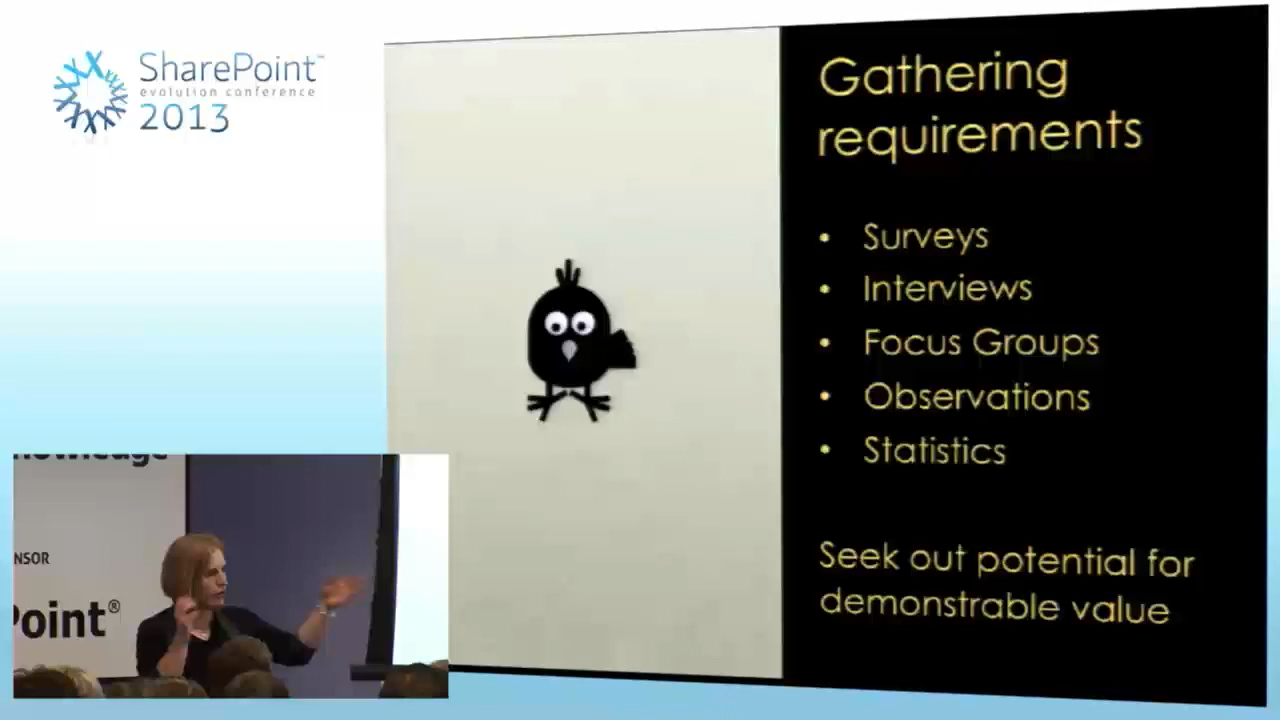 SharePoint™
evolution conference
2013
Gathering
requirements
• Surveys
• Interviews
• Focus Groups
• Observations
• Statistics
Seek out potential for
demonstrable value
NSOR
Point®